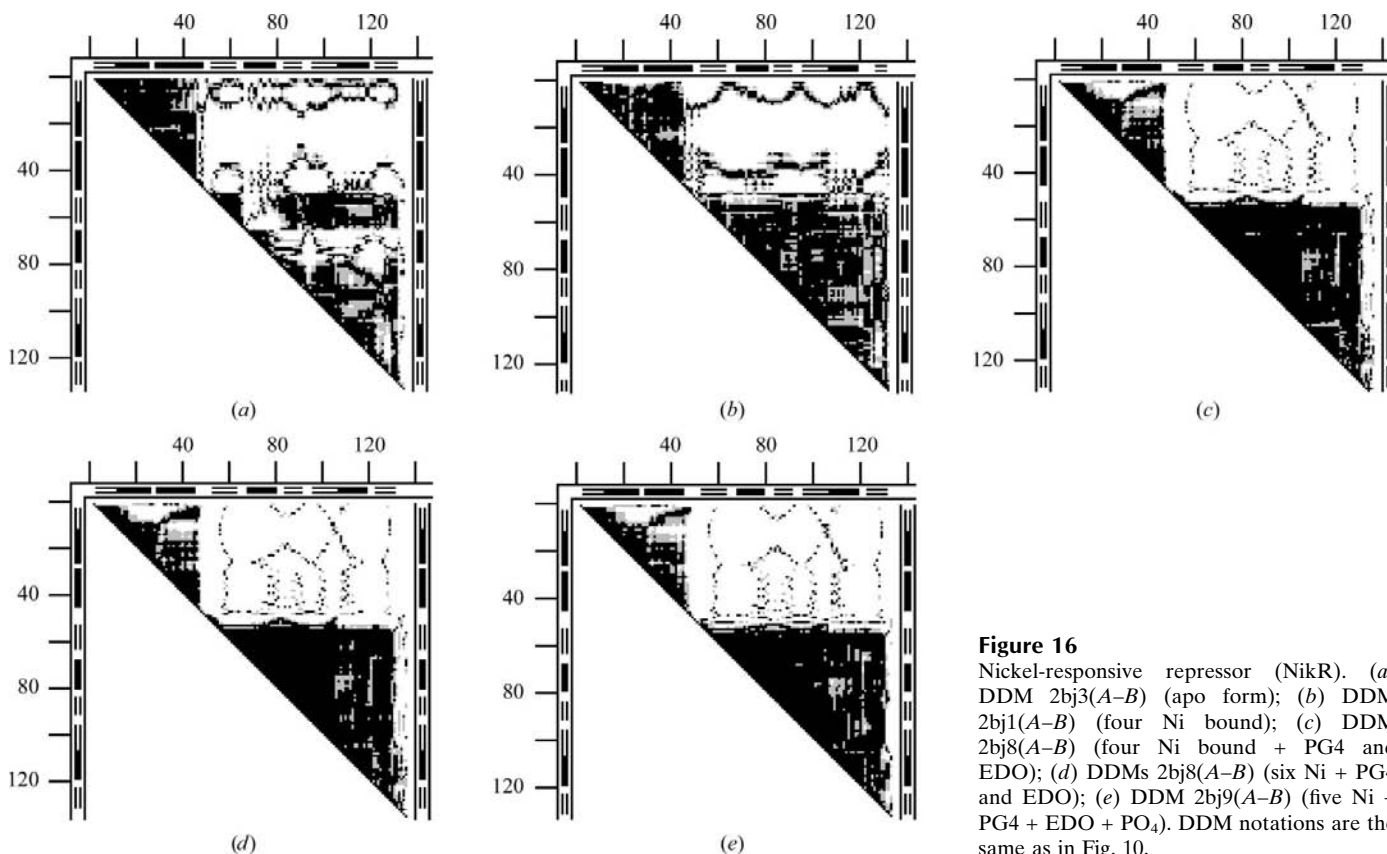 40 80 120
40
80
120
(a)
40 80 120
40
80
120
(b)
40 80 120
40
80
120
(c)
40 80 120
40
80
120
(d)
40 80 120
40
80
120
(e)
Figure 16
Nickel-responsive repressor (NikR). (a)
DDM 2bj3(A–B) (apo form); (b) DDM
2bj1(A–B) (four Ni bound); (c) DDM
2bj8(A–B) (four Ni bound + PG4 and
EDO); (d) DDMs 2bj8(A–B) (six Ni + PG4
and EDO); (e) DDM 2bj9(A–B) (five Ni +
PG4 + EDO + PO₄). DDM notations are the
same as in Fig. 10.